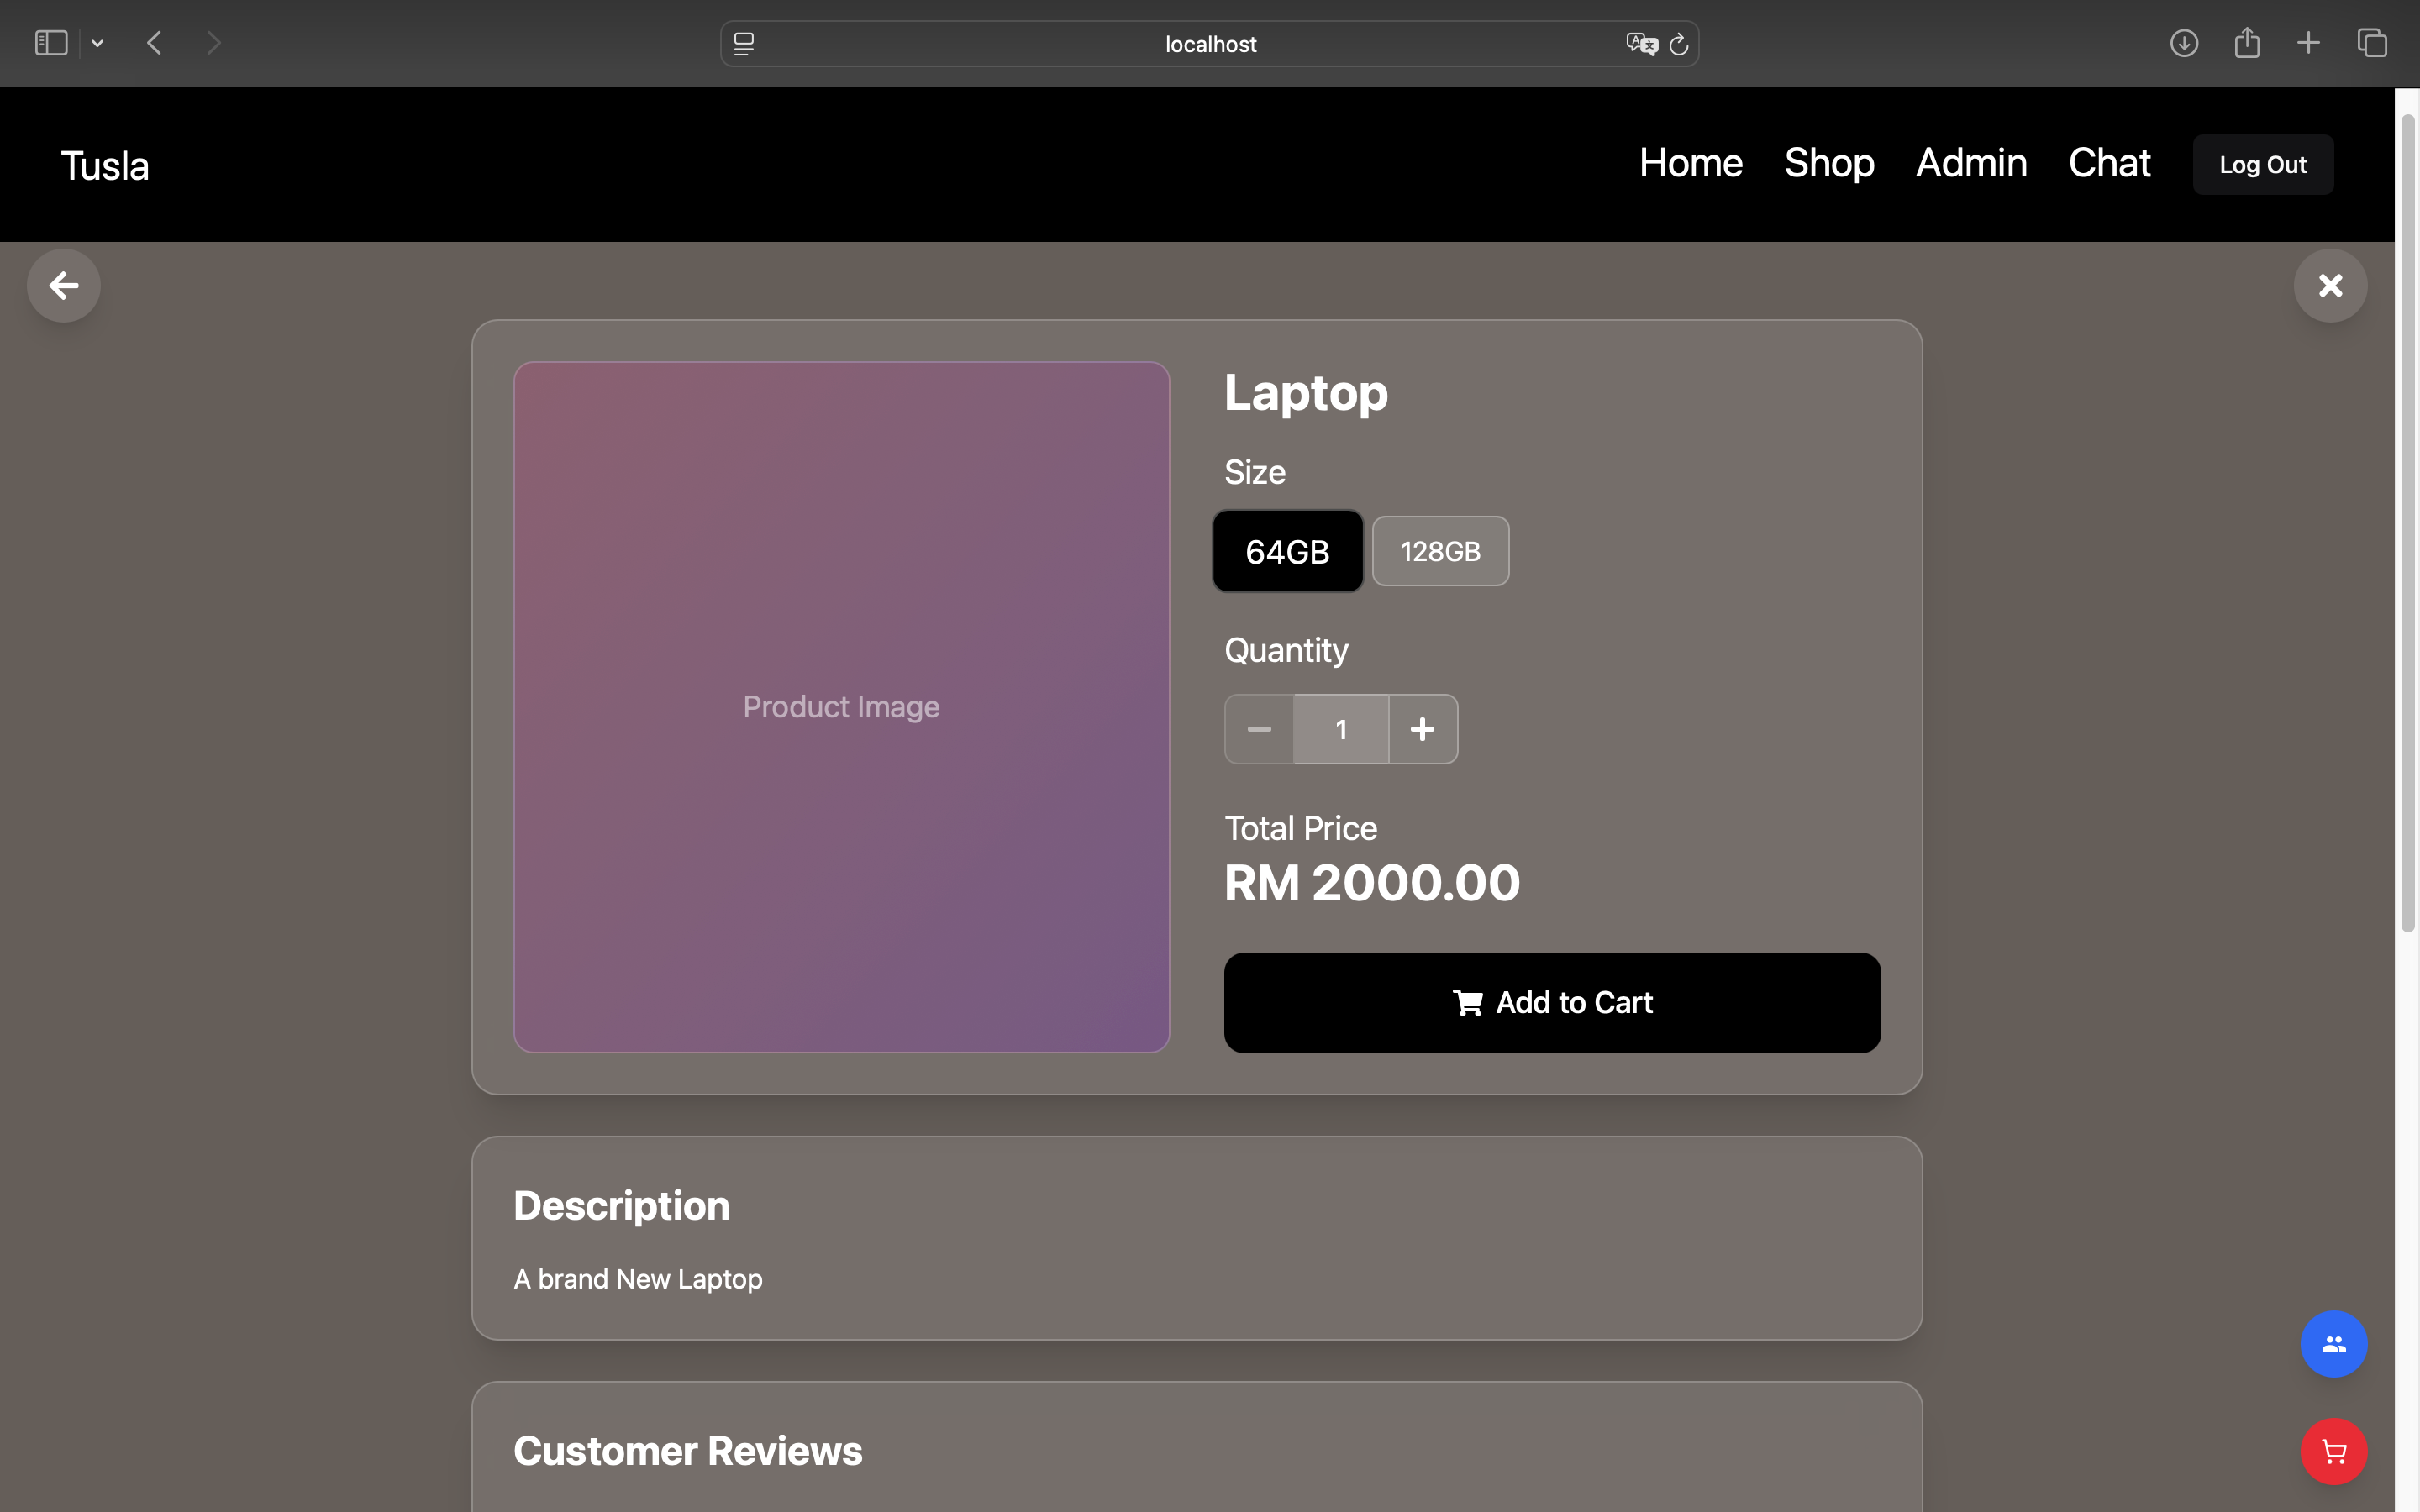 localhost
Tusla
Home Shop Admin Chat Log Out
Laptop
Size
64GB 128GB
Product Image
Quantity
1
Total Price
RM 2000.00
Add to Cart
Description
A brand New Laptop
Customer Reviews